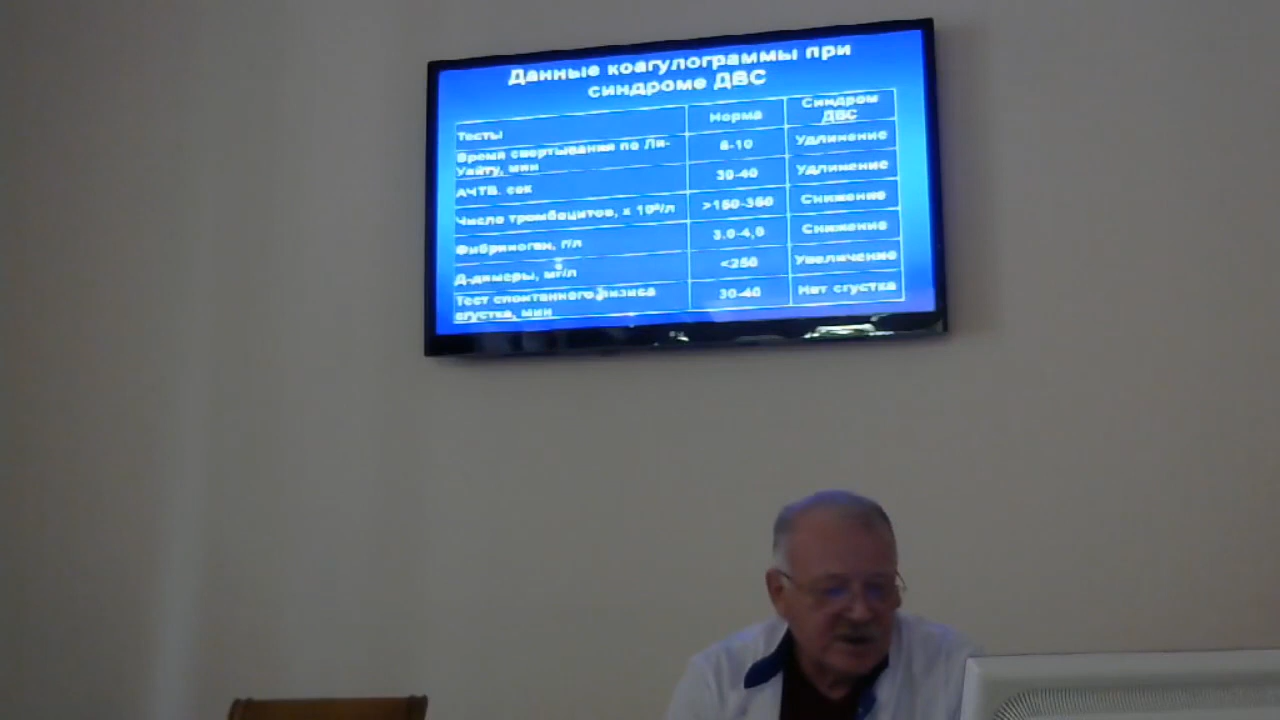 Данные коагулограммы при
синдроме ДВС
Тесты Норма Синдром ДВС
Время свертывания по Ли-
Уайту, мин 8-10 Удлинение
АЧТВ, сек 30-40 Удлинение
Число тромбоцитов, х 10⁹/л >150-350 Снижение
Фибриноген, г/л 3,0-4,0 Снижение
Д-димеры, мг/л <250 Увеличение
Тест спонтанного лизиса
сгустка, мин 30-40 Нет сгустка